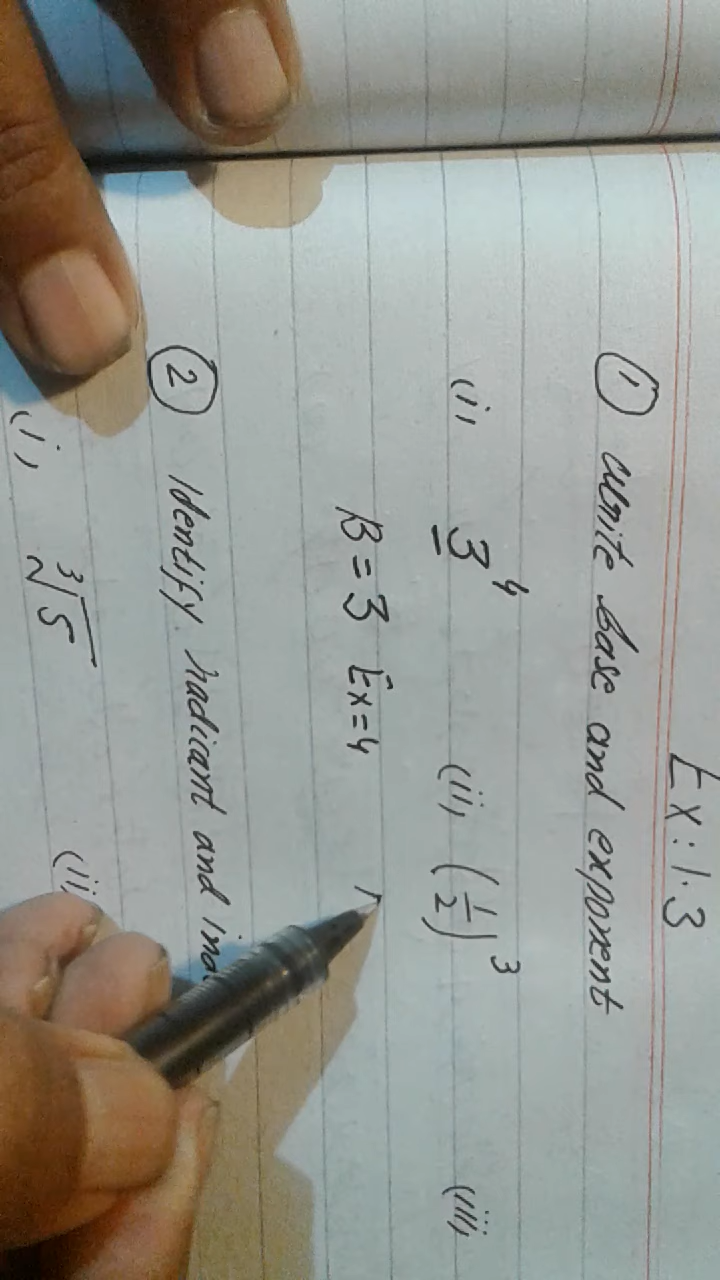 Ex:1.3
① Write base and exponent
(i) 3⁴ (ii) (1/2)³ (iii)
B=3 Ex=4
② Identify radicant and ind
(i) ∛5 (ii)